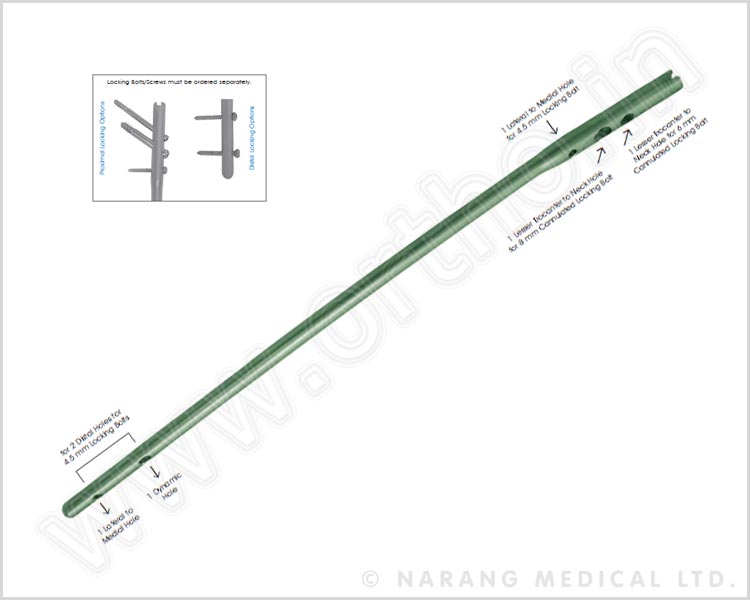 Locking Bolts/Screws must be ordered separately.
Proximal Locking Options
Distal Locking Options
1 Lateral to Medial Hole
for 4.5 mm Locking Bolt
1 Lesser Trocanter to
Neck Hole for 6 mm
Cannulated Locking Bolt
1 Lesser Trocanter to Neck Hole
for 8 mm Cannulated Locking Bolt
for 2 Distal Holes for
4.5 mm Locking Bolts
1 Dynamic
Hole
1 Lateral to
Medial Hole
www.ortho.in
© NARANG MEDICAL LTD.